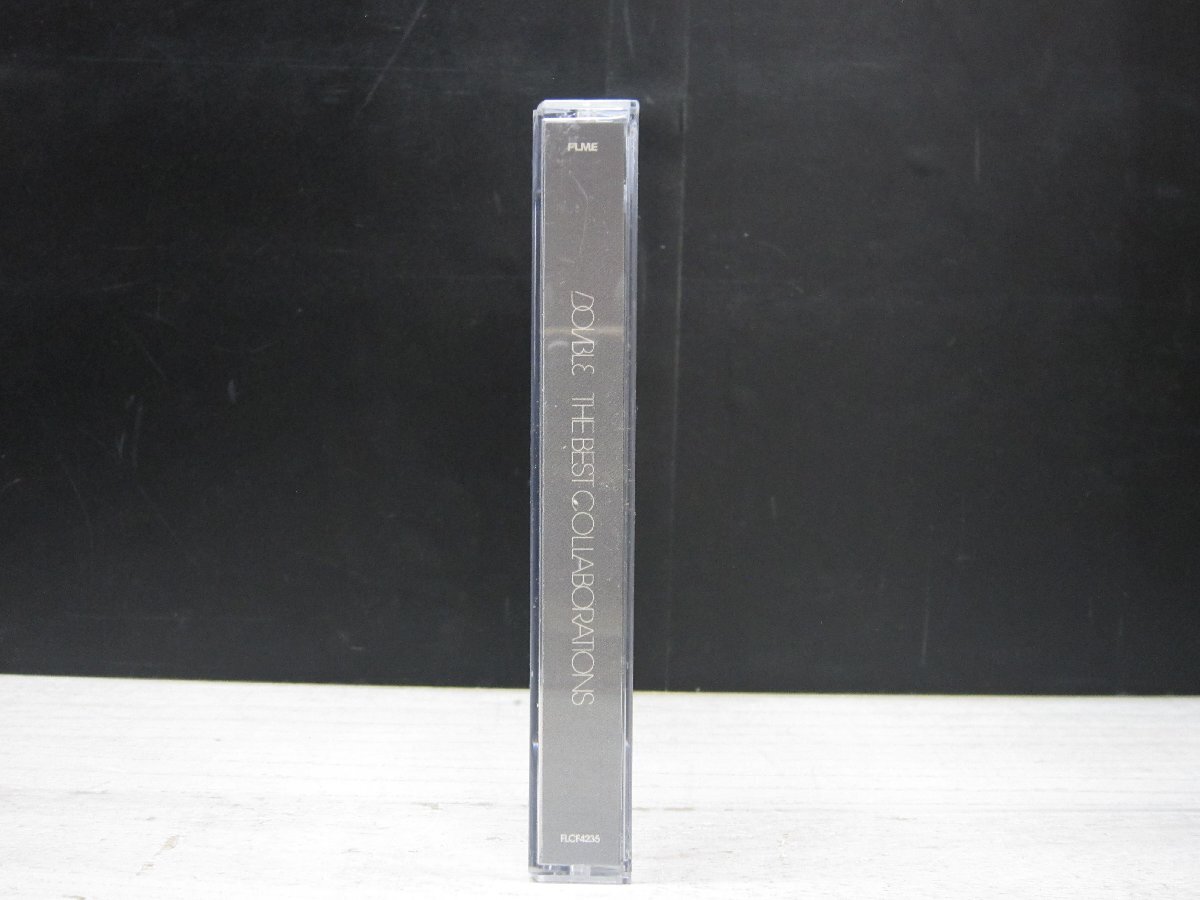 FLME
DOUBLE THE BEST COLLABORATIONS
FLCF4235